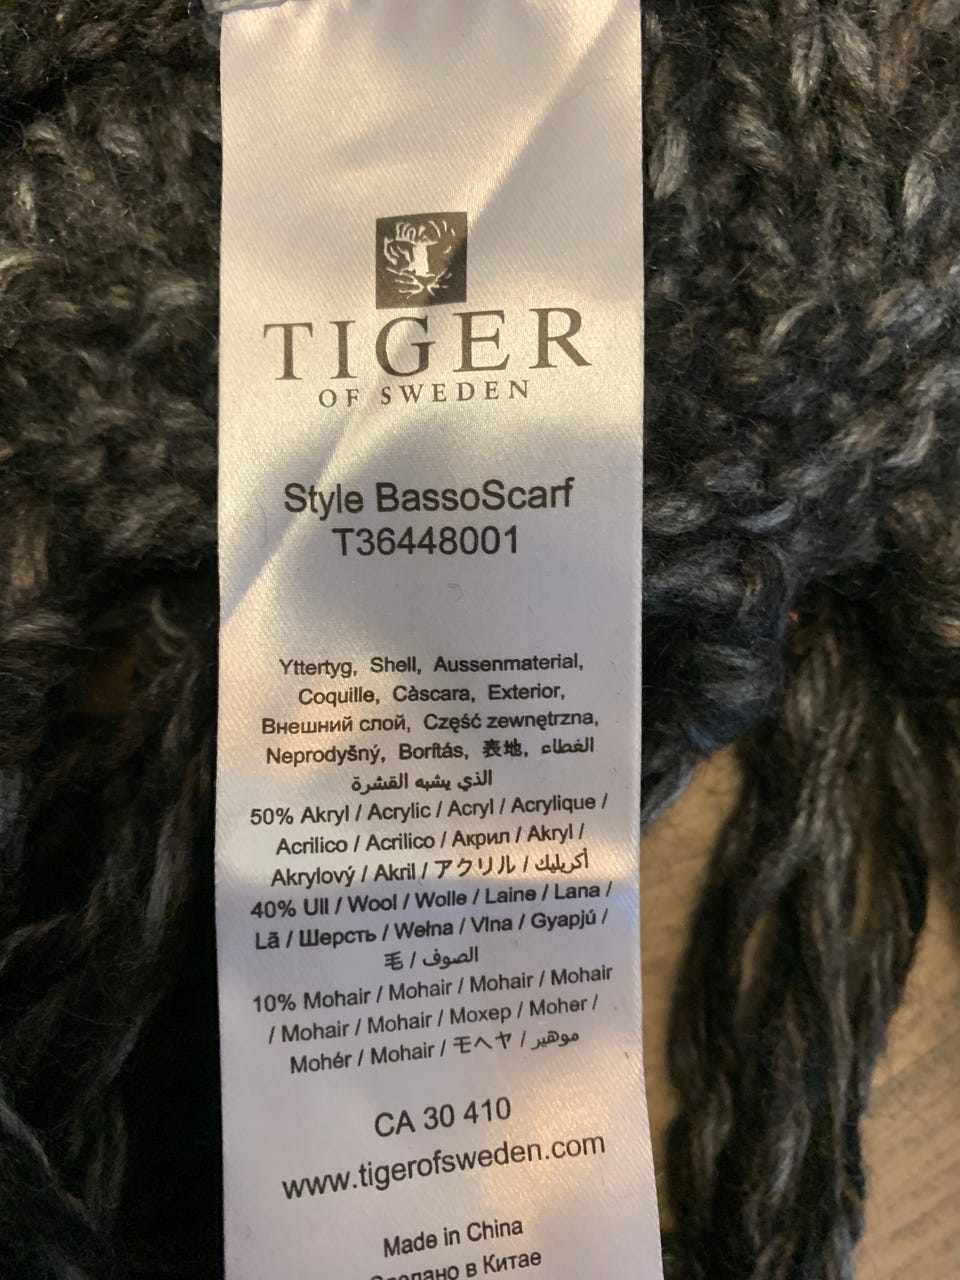 TIGER
OF SWEDEN
Style BassoScarf
T36448001
Yttertyg, Shell, Aussenmaterial,
Coquille, Càscara, Exterior,
Внешний слой, Część zewnętrzna,
Neprodyšný, Borítás, 表地, الغطاء
الذي يشبه القشرة
50% Akryl / Acrylic / Acryl / Acrylique /
Acrilico / Acrilico / Акрил / Akryl /
Akrylový / Akril / アクリル / أكريليك
40% Ull / Wool / Wolle / Laine / Lana /
Lã / Шерсть / Wełna / Vlna / Gyapjú /
毛 / الصوف
10% Mohair / Mohair / Mohair / Mohair
/ Mohair / Mohair / Мохер / Moher /
Mohér / Mohair / モヘヤ / موهير
CA 30 410
www.tigerofsweden.com
Made in China
Сделано в Китае